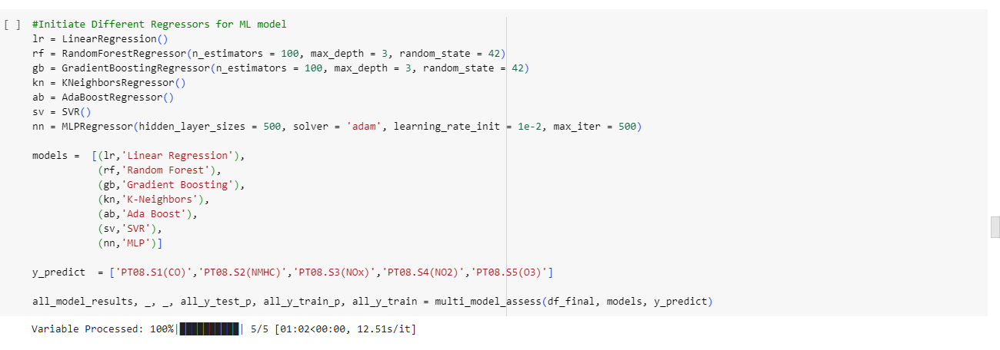 [ ] #Initiate Different Regressors for ML model
lr = LinearRegression()
rf = RandomForestRegressor(n_estimators = 100, max_depth = 3, random_state = 42)
gb = GradientBoostingRegressor(n_estimators = 100, max_depth = 3, random_state = 42)
kn = KNeighborsRegressor()
ab = AdaBoostRegressor()
sv = SVR()
nn = MLPRegressor(hidden_layer_sizes = 500, solver = 'adam', learning_rate_init = 1e-2, max_iter = 500)
models =  [(lr,'Linear Regression'),
(rf,'Random Forest'),
(gb,'Gradient Boosting'),
(kn,'K-Neighbors'),
(ab,'Ada Boost'),
(sv,'SVR'),
(nn,'MLP')]
y_predict  = ['PT08.S1(CO)','PT08.S2(NMHC)','PT08.S3(NOx)','PT08.S4(NO2)','PT08.S5(O3)']
all_model_results, _, _, all_y_test_p, all_y_train_p, all_y_train = multi_model_assess(df_final, models, y_predict)
Variable Processed: 100%|██████████| 5/5 [01:02<00:00, 12.51s/it]